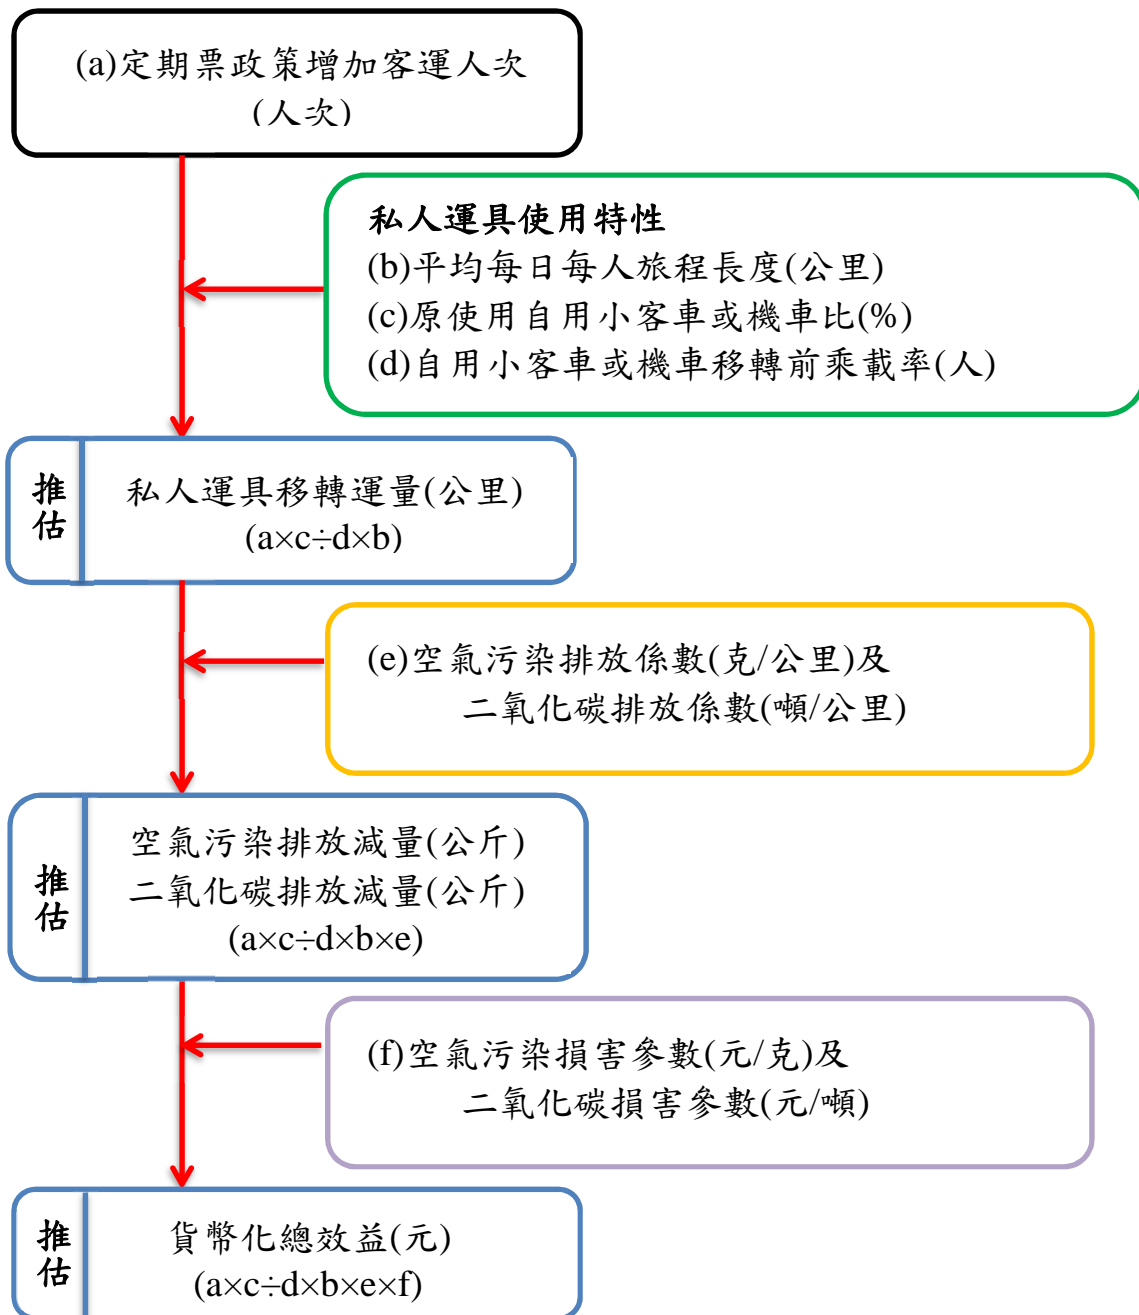 (a)定期票政策增加客運人次
(人次)
私人運具使用特性
(b)平均每日每人旅程長度(公里)
(c)原使用自用小客車或機車比(%)
(d)自用小客車或機車移轉前乘載率(人)
推
估
私人運具移轉運量(公里)
(a×c÷d×b)
(e)空氣污染排放係數(克/公里)及
二氧化碳排放係數(噸/公里)
推
估
空氣污染排放減量(公斤)
二氧化碳排放減量(公斤)
(a×c÷d×b×e)
(f)空氣污染損害參數(元/克)及
二氧化碳損害參數(元/噸)
推
估
貨幣化總效益(元)
(a×c÷d×b×e×f)